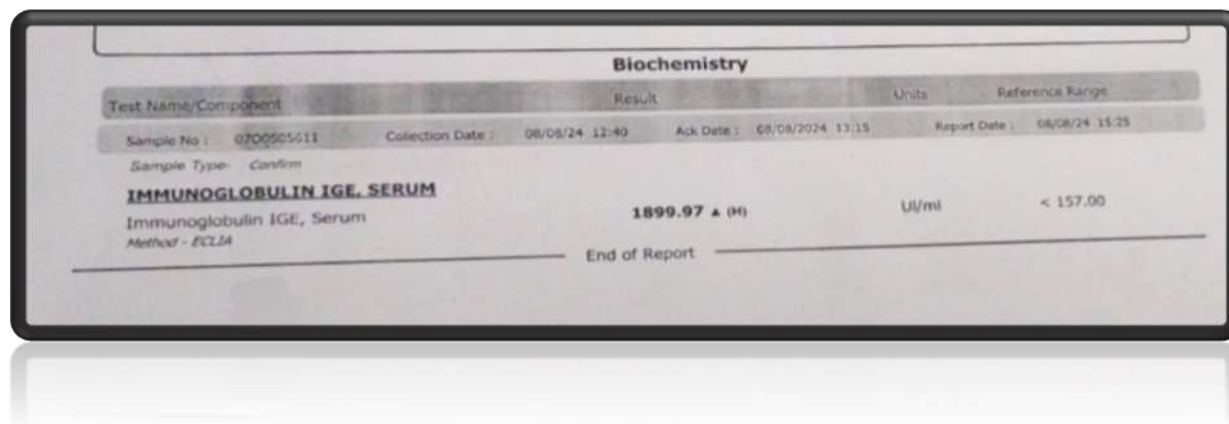 Biochemistry
Test Name/Component Result Units Reference Range
Sample No : Collection Date : 08/08/24 12:40 Ack Date : 08/08/2024 13:15 Report Date : 08/08/24 15:25
Sample Type- Confirm
IMMUNOGLOBULIN IGE, SERUM
Immunoglobulin IGE, Serum 1899.97 ▲ (H) UI/ml < 157.00
Method - ECLIA
End of Report